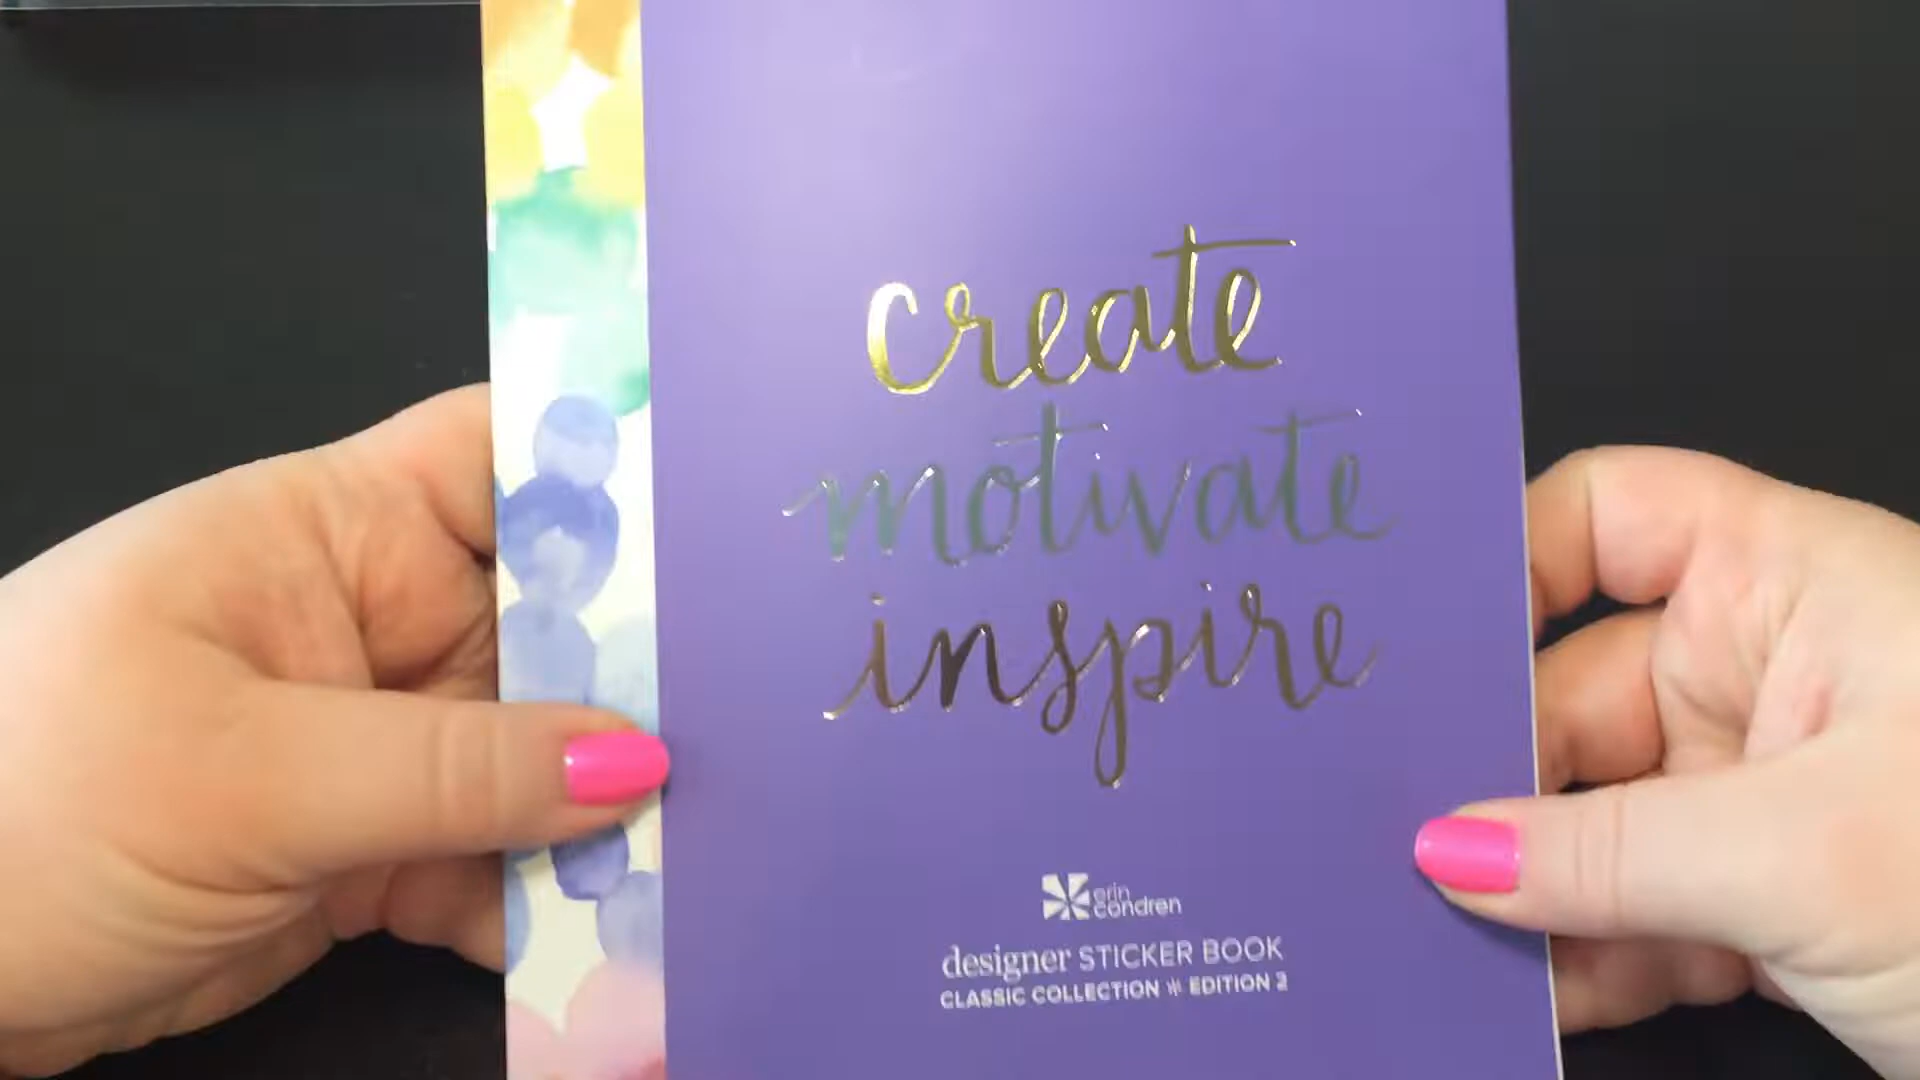 create
motivate
inspire
erin
condren
designer STICKER BOOK
CLASSIC COLLECTION ⁜ EDITION 2